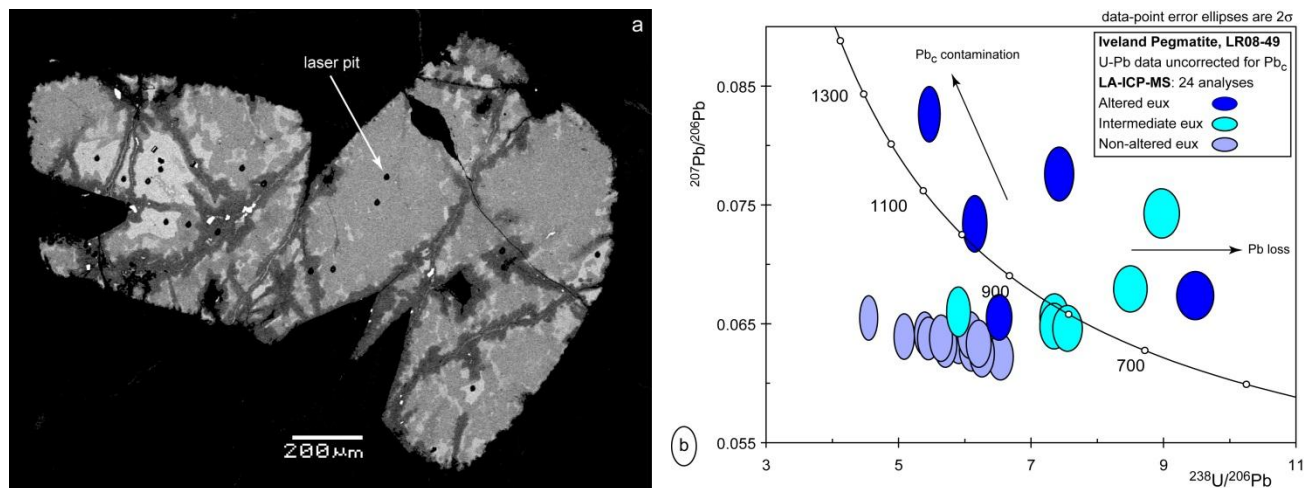 a
laser pit
200µm
data-point error ellipses are 2σ
Iveland Pegmatite, LR08-49
U-Pb data uncorrected for Pbc
LA-ICP-MS: 24 analyses
Altered eux
Intermediate eux
Non-altered eux
Pbc contamination
0.085
1300
207Pb/206Pb
0.075
1100
Pb loss
900
0.065
700
0.055
b
3 5 7 9 11
238U/206Pb